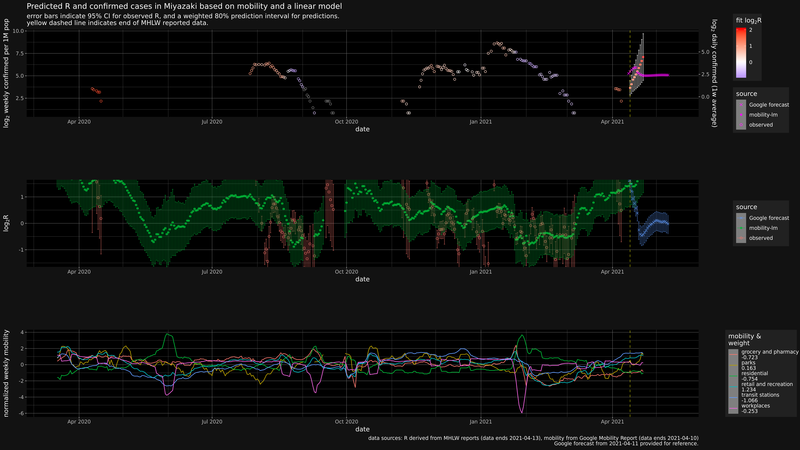 Predicted R and confirmed cases in Miyazaki based on mobility and a linear model
error bars indicate 95% CI for observed R, and a weighted 80% prediction interval for predictions.
yellow dashed line indicates end of MHLW reported data.
log₂ weekly confirmed per 1M pop
10.0
7.5
5.0
2.5
5.0
2.5
0.0
log₂ daily confirmed (1w average)
Apr 2020
Jul 2020
Oct 2020
Jan 2021
Apr 2021
date
fit log₂R
2
1
0
source
Google forecast
mobility-lm
observed
log₂R
1
0
-1
Apr 2020
Jul 2020
Oct 2020
Jan 2021
Apr 2021
date
source
Google forecast
mobility-lm
observed
normalized weekly mobility
4
2
0
-2
-4
-6
Apr 2020
Jul 2020
Oct 2020
Jan 2021
Apr 2021
date
mobility &
weight
grocery and pharmacy
-0.723
parks
0.163
residential
-0.754
retail and recreation
1.234
transit stations
-1.066
workplaces
-0.253
data sources: R derived from MHLW reports (data ends 2021-04-13), mobility from Google Mobility Report (data ends 2021-04-10)
Google forecast from 2021-04-11 provided for reference.